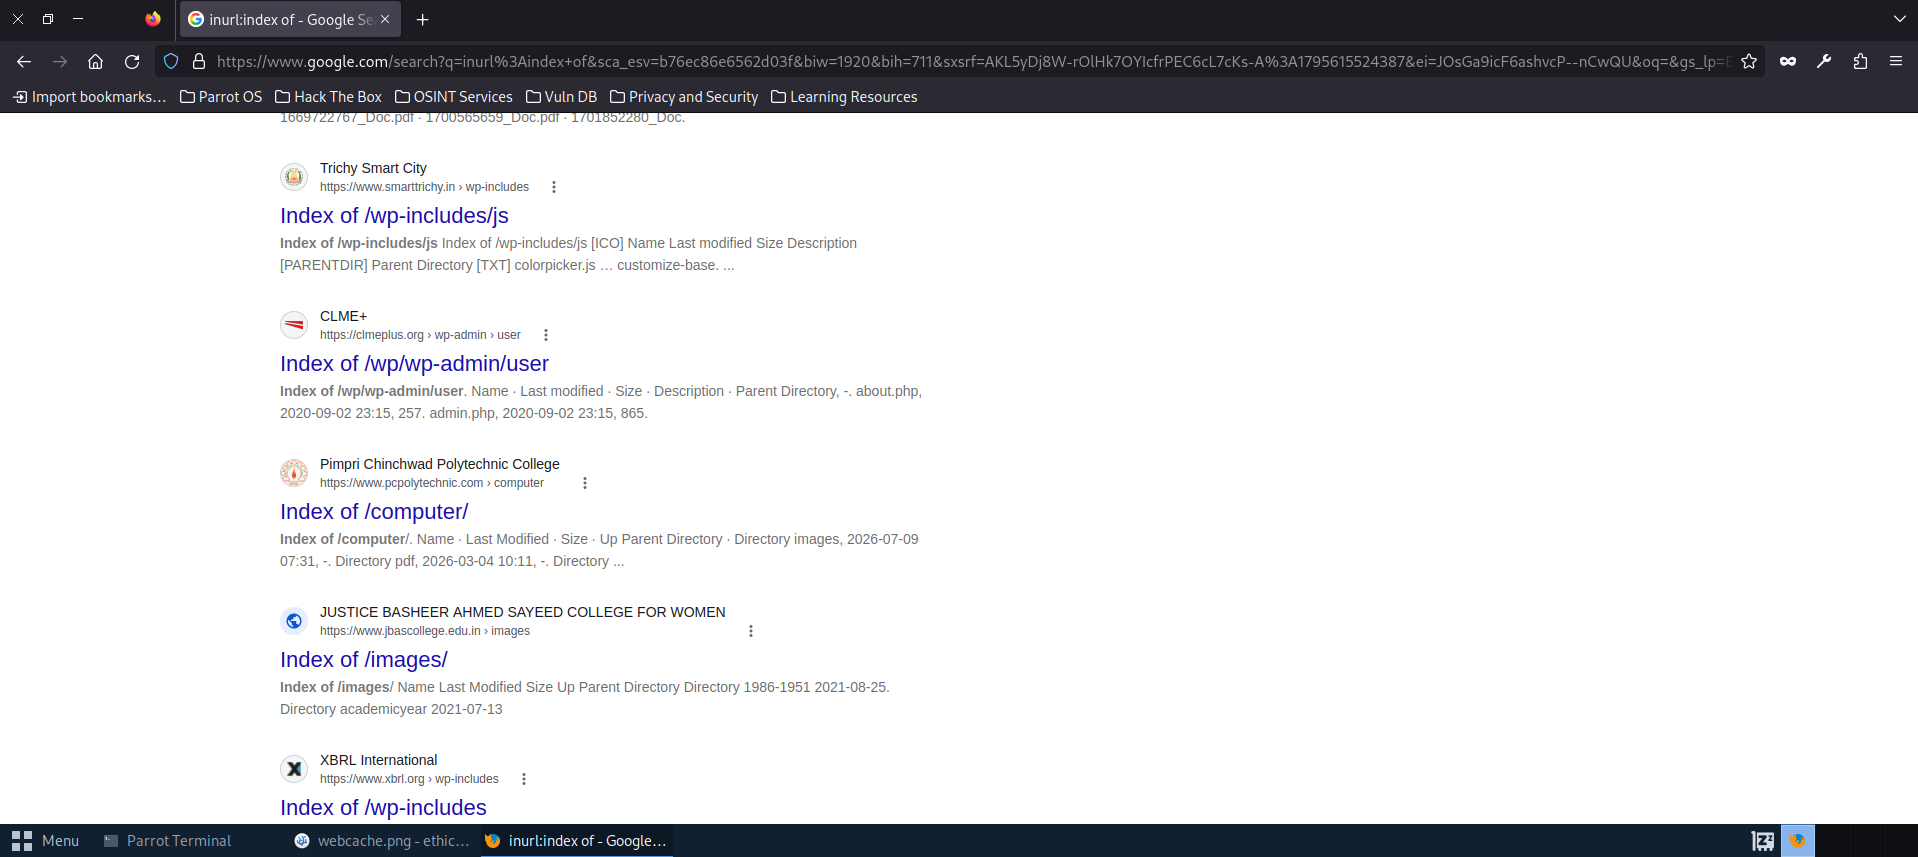 inurl:index of - Google Se
https://www.google.com/search?q=inurl%3Aindex+of&sca_esv=b76ec86e6562d03f&biw=1920&bih=711&sxsrf=AKL5yDj8W-rOlHk7OYIcfrPEC6cL7cKs-A%3A1795615524387&ei=JOsGa9icF6ashvcP--nCwQU&oq=&gs_lp=E
Import bookmarks…
Parrot OS
Hack The Box
OSINT Services
Vuln DB
Privacy and Security
Learning Resources
1669722767_Doc.pdf · 1700565659_Doc.pdf · 1701852280_Doc.
Trichy Smart City
https://www.smarttrichy.in › wp-includes
Index of /wp-includes/js
Index of /wp-includes/js Index of /wp-includes/js [ICO] Name Last modified Size Description
[PARENTDIR] Parent Directory [TXT] colorpicker.js … customize-base. ...
CLME+
https://clmeplus.org › wp-admin › user
Index of /wp/wp-admin/user
Index of /wp/wp-admin/user. Name · Last modified · Size · Description · Parent Directory, -. about.php,
2020-09-02 23:15, 257. admin.php, 2020-09-02 23:15, 865.
Pimpri Chinchwad Polytechnic College
https://www.pcpolytechnic.com › computer
Index of /computer/
Index of /computer/. Name · Last Modified · Size · Up Parent Directory · Directory images, 2026-07-09
07:31, -. Directory pdf, 2026-03-04 10:11, -. Directory ...
JUSTICE BASHEER AHMED SAYEED COLLEGE FOR WOMEN
https://www.jbascollege.edu.in › images
Index of /images/
Index of /images/ Name Last Modified Size Up Parent Directory Directory 1986-1951 2021-08-25.
Directory academicyear 2021-07-13
XBRL International
https://www.xbrl.org › wp-includes
Index of /wp-includes
Menu
Parrot Terminal
webcache.png - ethic…
inurl:index of - Google…